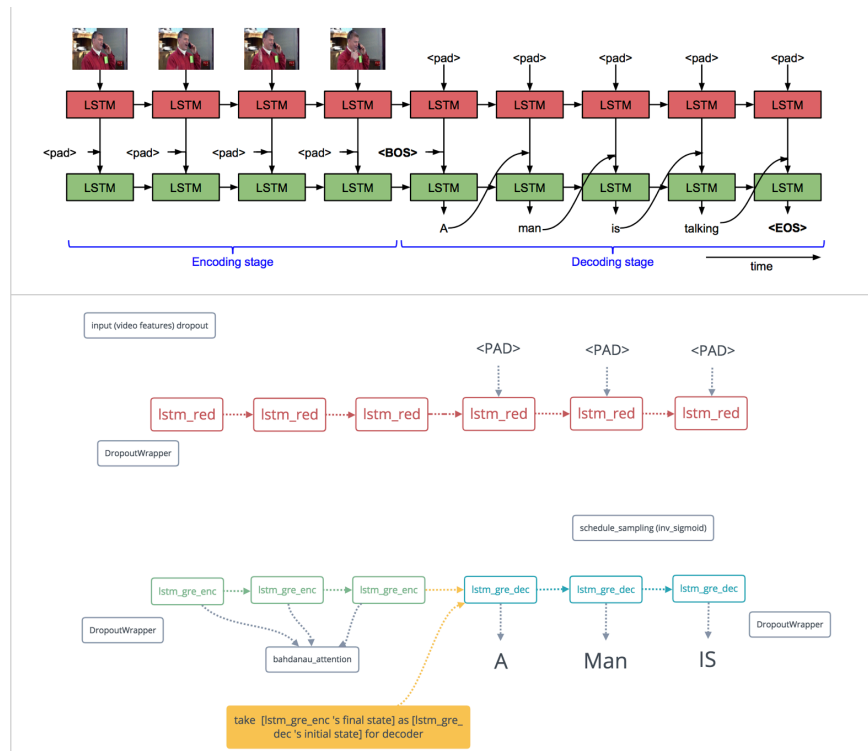 <pad> <pad> <pad> <pad>
LSTM LSTM LSTM LSTM LSTM LSTM LSTM LSTM
<pad> <pad> <pad> <pad> <BOS>
LSTM LSTM LSTM LSTM LSTM LSTM LSTM LSTM
A man is talking <EOS>
Encoding stage Decoding stage time
input (video features) dropout
<PAD> <PAD> <PAD>
lstm_red lstm_red lstm_red lstm_red lstm_red lstm_red
DropoutWrapper
schedule_sampling (inv_sigmoid)
lstm_gre_enc lstm_gre_enc lstm_gre_enc lstm_gre_dec lstm_gre_dec lstm_gre_dec
DropoutWrapper DropoutWrapper
bahdanau_attention
A Man IS
take [lstm_gre_enc 's final state] as [lstm_gre_
dec 's initial state] for decoder